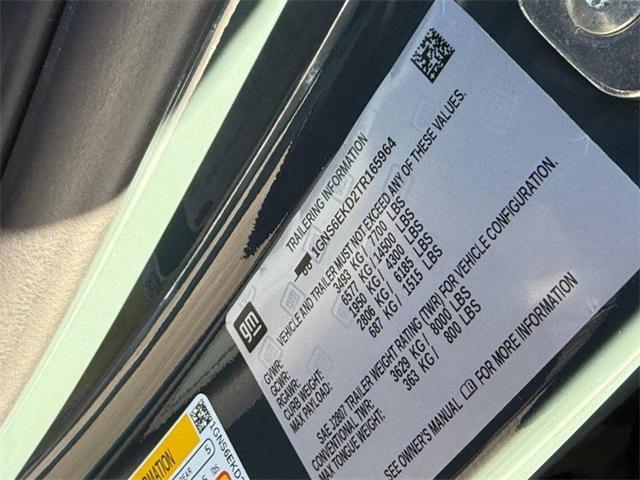 TRAILERING INFORMATION
1GNS6EKD2TR165964
VEHICLE AND TRAILER MUST NOT EXCEED ANY OF THESE VALUES.
gm
GVWR: 3493 KG / 7700 LBS
GCWR: 6577 KG / 14500 LBS
RGAWR: 1950 KG / 4300 LBS
CURB WEIGHT: 2806 KG / 6185 LBS
MAX PAYLOAD: 687 KG / 1515 LBS
SAE J2807 TRAILER WEIGHT RATING (TWR) FOR VEHICLE CONFIGURATION.
CONVENTIONAL TWR: 3629 KG / 8000 LBS
MAX TONGUE WEIGHT: 363 KG / 800 LBS
SEE OWNER'S MANUAL FOR MORE INFORMATION
1GNS6EKD
5
lbs